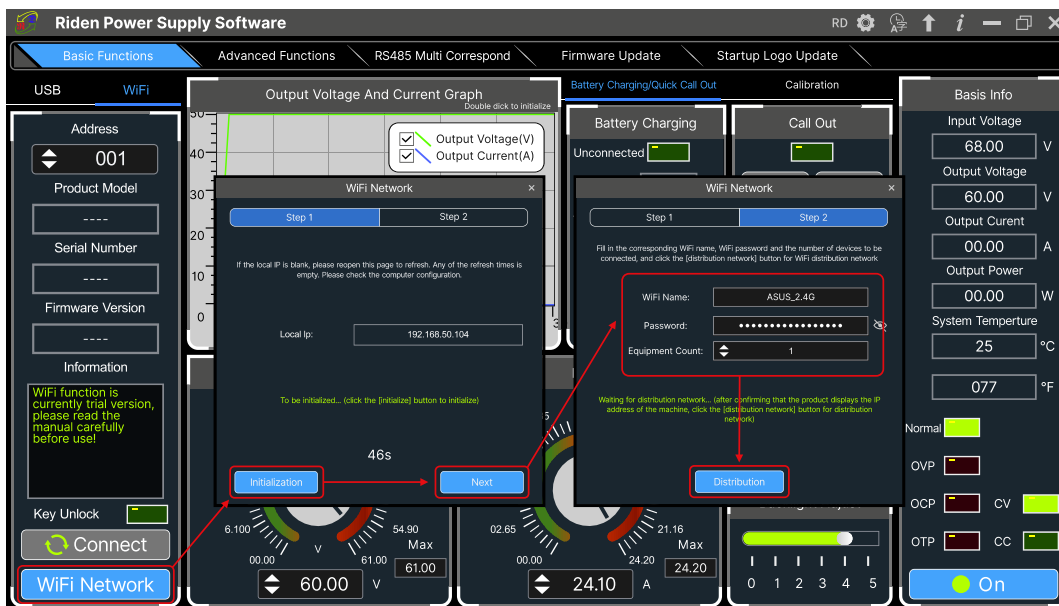 Riden Power Supply Software
RD
Basic Functions
Advanced Functions
RS485 Multi Correspond
Firmware Update
Startup Logo Update
USB
WiFi
Address
001
Product Model
----
Serial Number
----
Firmware Version
----
Information
WiFi function is
currently trial version,
please read the
manual carefully
before use!
Key Unlock
Connect
WiFi Network
Output Voltage And Current Graph
Double dick to initialize
Output Voltage(V)
Output Current(A)
50
40
30
20
10
0
WiFi Network
×
Step 1
Step 2
If the local IP is blank, please reopen this page to refresh. Any of the refresh times is
empty. Please check the computer configuration.
Local Ip:
192.168.50.104
To be initialized... (click the [initialize] button to initialize)
46s
Initialization
Next
6.100
54.90
V
00.00
61.00
Max
61.00
60.00
V
Battery Charging/Quick Call Out
Calibration
Battery Charging
Call Out
Unconnected
WiFi Network
×
Step 1
Step 2
Fill in the corresponding WiFi name, WiFi password and the number of devices to be
connected, and click the [distribution network] button for WiFi distribution network
WiFi Name:
ASUS_2.4G
Password:
Equipment Count:
1
Waiting for distribution network... (after confirming that the product displays the IP
address of the machine, click the [distribution network] button for distribution
network)
Distribution
02.65
21.16
A
00.00
24.20
Max
24.20
24.10
A
0 1 2 3 4 5
Basis Info
Input Voltage
68.00 V
Output Voltage
60.00 V
Output Curent
00.00 A
Output Power
00.00 W
System Temperture
25 °C
077 °F
Normal
OVP
OCP
CV
OTP
CC
On